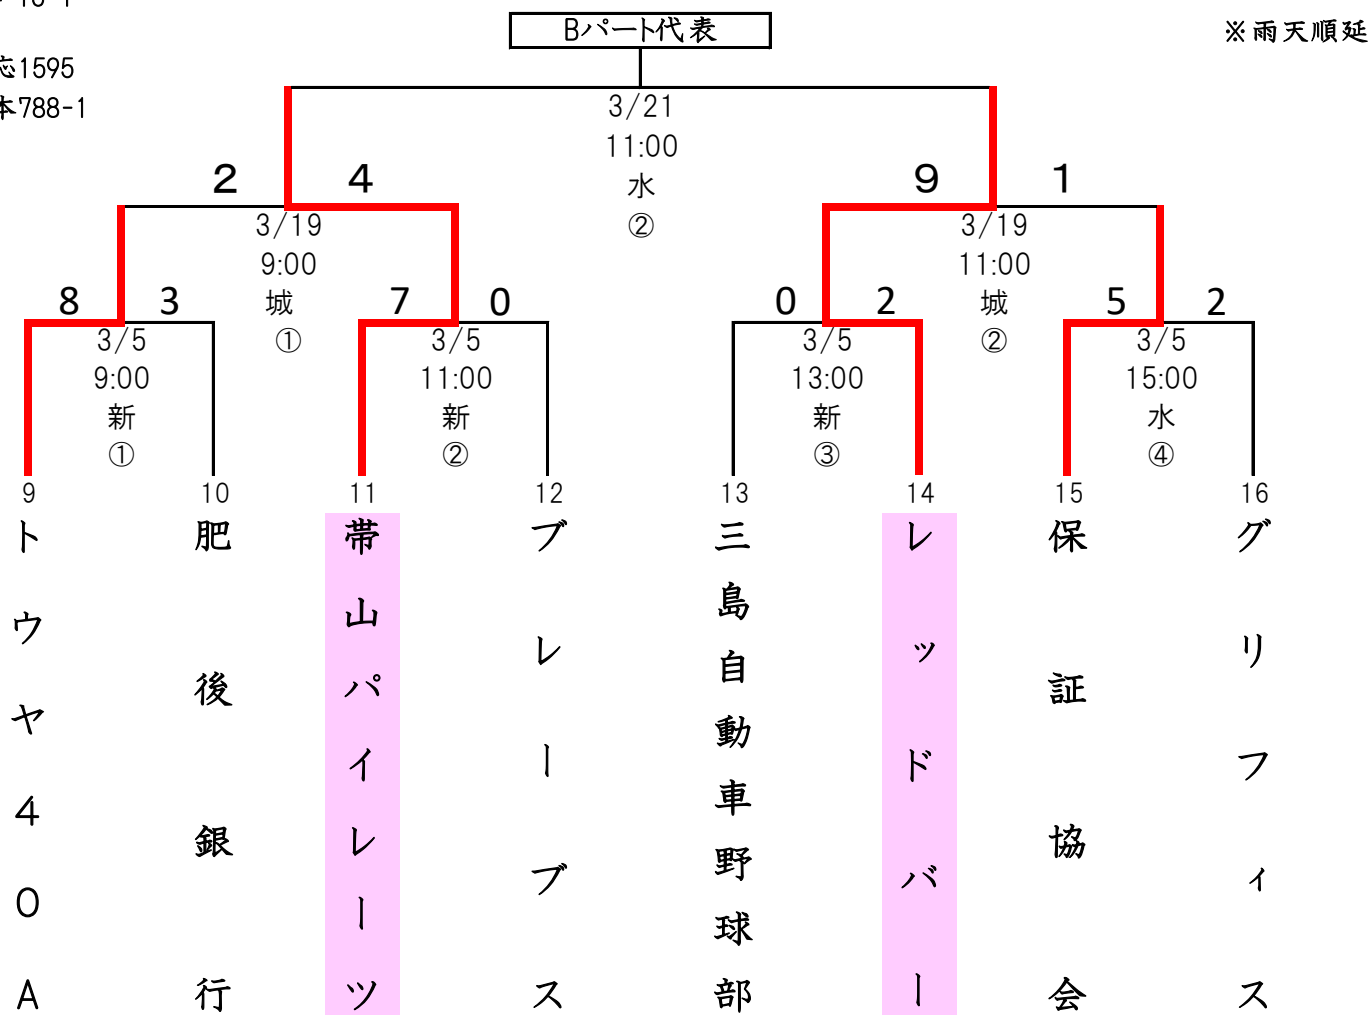 Bパート代表
※雨天順延
応1595
本788-1
3/21
11:00
水
②
2 4
9 1
3/19
9:00
城
①
3/19
11:00
城
②
8 3
7 0
0 2
5 2
3/5
9:00
新
①
3/5
11:00
新
②
3/5
13:00
新
③
3/5
15:00
水
④
9 10 11 12 13 14 15 16
トウヤ40A
肥後銀行
帯山パイレーツ
ブレーブス
三島自動車野球部
レッドバー
保証協会
グリフィス